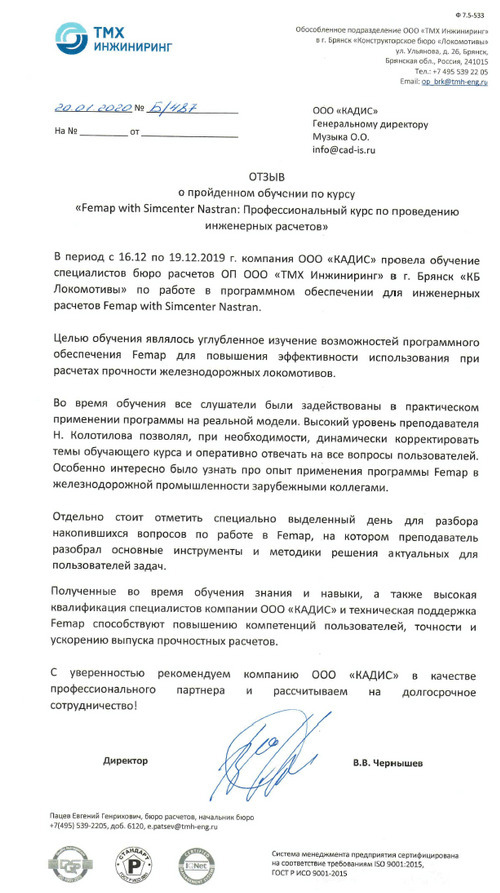 Ф 7.5-533
ТМХ
ИНЖИНИРИНГ
Обособленное подразделение ООО «ТМХ Инжиниринг»
в г. Брянск «Конструкторское бюро «Локомотивы»
ул. Ульянова, д. 26, Брянск,
Брянская обл., Россия, 241015
Тел.: +7 495 539 22 05
Email: op_brk@tmh-eng.ru
20.01.2020 № Б/487
На № __________ от ______________
ООО «КАДИС»
Генеральному директору
Музыка О.О.
info@cad-is.ru
ОТЗЫВ
о пройденном обучении по курсу
«Femap with Simcenter Nastran: Профессиональный курс по проведению
инженерных расчетов»
В период с 16.12 по 19.12.2019 г. компания ООО «КАДИС» провела обучение
специалистов бюро расчетов ОП ООО «ТМХ Инжиниринг» в г. Брянск «КБ
Локомотивы» по работе в программном обеспечении для инженерных
расчетов Femap with Simcenter Nastran.
Целью обучения являлось углубленное изучение возможностей программного
обеспечения Femap для повышения эффективности использования при
расчетах прочности железнодорожных локомотивов.
Во время обучения все слушатели были задействованы в практическом
применении программы на реальной модели. Высокий уровень преподавателя
Н. Колотилова позволял, при необходимости, динамически корректировать
темы обучающего курса и оперативно отвечать на все вопросы пользователей.
Особенно интересно было узнать про опыт применения программы Femap в
железнодорожной промышленности зарубежными коллегами.
Отдельно стоит отметить специально выделенный день для разбора
накопившихся вопросов по работе в Femap, на котором преподаватель
разобрал основные инструменты и методики решения актуальных для
пользователей задач.
Полученные во время обучения знания и навыки, а также высокая
квалификация специалистов компании ООО «КАДИС» и техническая поддержка
Femap способствуют повышению компетенций пользователей, точности и
ускорению выпуска прочностных расчетов.
С уверенностью рекомендуем компанию ООО «КАДИС» в качестве
профессионального партнера и рассчитываем на долгосрочное
сотрудничество!
Директор
В.В. Чернышев
Пацев Евгений Генрихович, бюро расчетов, начальник бюро
+7(495) 539-2205, доб. 6120, e.patsev@tmh-eng.ru
СТАНДАРТ
Система менеджмента предприятия сертифицирована
на соответствие требованиям ISO 9001:2015,
ГОСТ Р ИСО 9001-2015